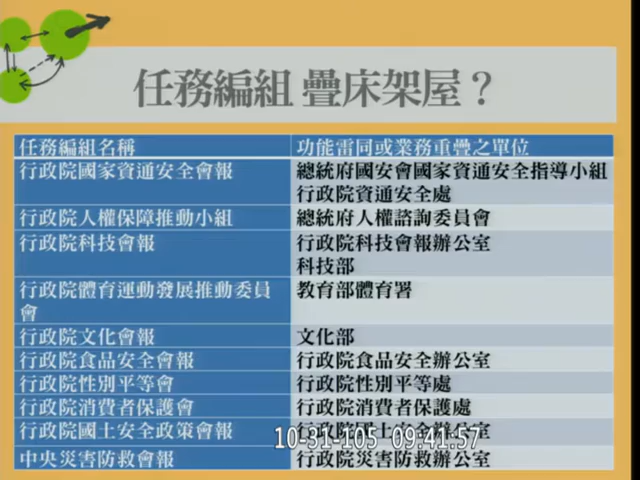 任務編組 疊床架屋？
任務編組名稱 功能雷同或業務重疊之單位
行政院國家資通安全會報 總統府國安會國家資通安全指導小組
行政院資通安全處
行政院人權保障推動小組 總統府人權諮詢委員會
行政院科技會報 行政院科技會報辦公室
科技部
行政院體育運動發展推動委員 教育部體育署
會
行政院文化會報 文化部
行政院食品安全會報 行政院食品安全辦公室
行政院性別平等會 行政院性別平等處
行政院消費者保護會 行政院消費者保護處
行政院國土安全政策會報 行政院國土安全辦公室
10-31-105 09:41:57
中央災害防救會報 行政院災害防救辦公室